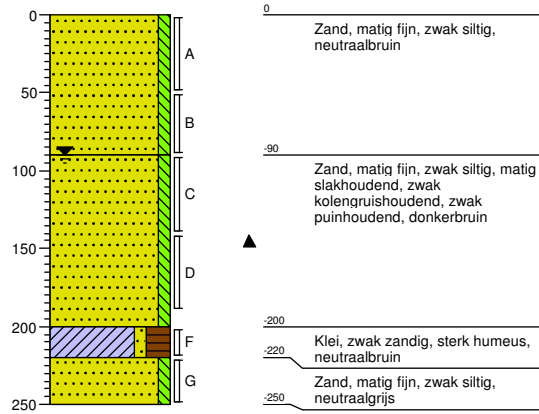 0
50
100
150
200
250
A
B
C
D
F
G
0
Zand, matig fijn, zwak siltig,
neutraalbruin
-90
Zand, matig fijn, zwak siltig, matig
slakhoudend, zwak
kolengruishoudend, zwak
puinhoudend, donkerbruin
-200
Klei, zwak zandig, sterk humeus,
neutraalbruin
-220
Zand, matig fijn, zwak siltig,
neutraalgrijs
-250